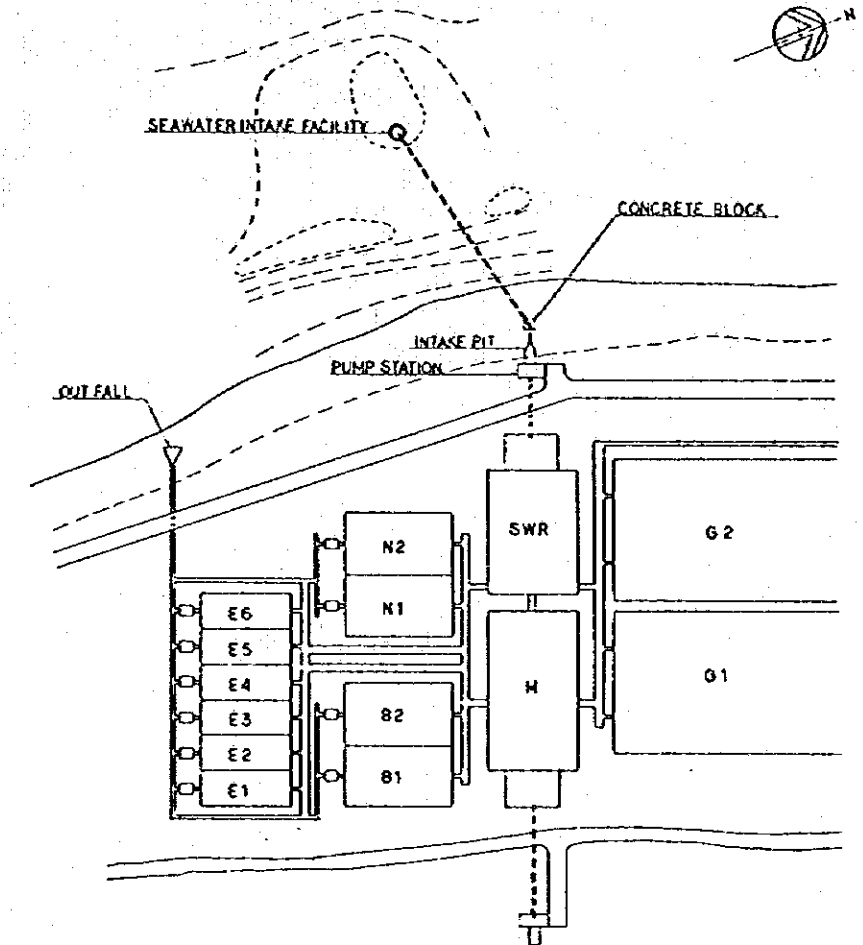 N
SEAWATER INTAKE FACILITY
CONCRETE BLOCK
INTAKE PIT
PUMP STATION
OUT FALL
N2
SWR
G2
N1
E6
E5
E4
W
G1
B2
E3
E2
B1
E1